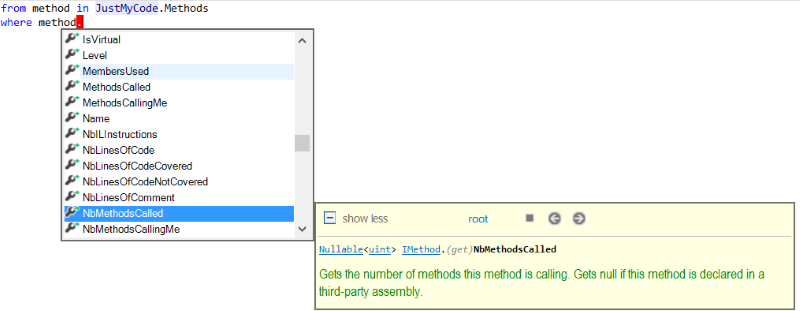 from method in JustMyCode.Methods
where method.
IsVirtual
Level
MembersUsed
MethodsCalled
MethodsCallingMe
Name
NbILInstructions
NbLinesOfCode
NbLinesOfCodeCovered
NbLinesOfCodeNotCovered
NbLinesOfComment
NbMethodsCalled
NbMethodsCallingMe
show less root
Nullable<uint> IMethod.(get)NbMethodsCalled
Gets the number of methods this method is calling. Gets null if this method is declared in a
third-party assembly.